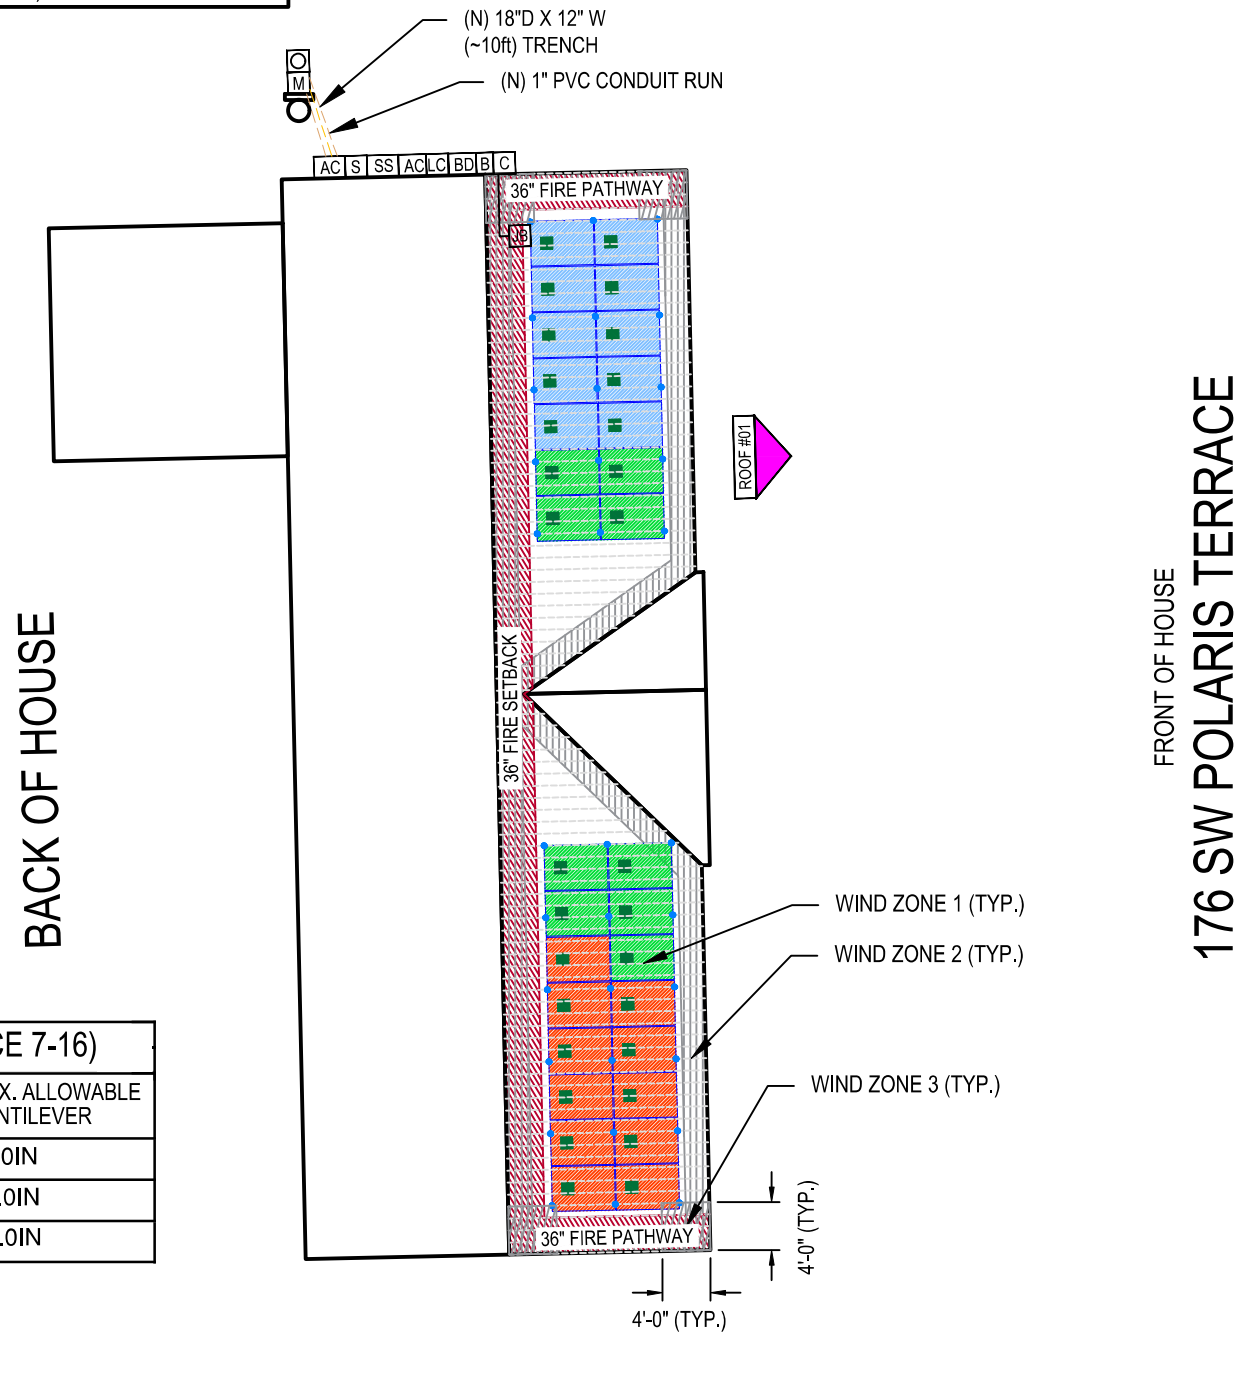 (N) 18"D X 12" W
(~10ft) TRENCH
(N) 1" PVC CONDUIT RUN
M
AC S SS AC LC BD B C
36" FIRE PATHWAY
JB
ROOF #01
36" FIRE SETBACK
BACK OF HOUSE
FRONT OF HOUSE
176 SW POLARIS TERRACE
WIND ZONE 1 (TYP.)
WIND ZONE 2 (TYP.)
WIND ZONE 3 (TYP.)
CE 7-16)
X. ALLOWABLE
NTILEVER
0IN
.0IN
.0IN
36" FIRE PATHWAY
4'-0" (TYP.)
4'-0" (TYP.)